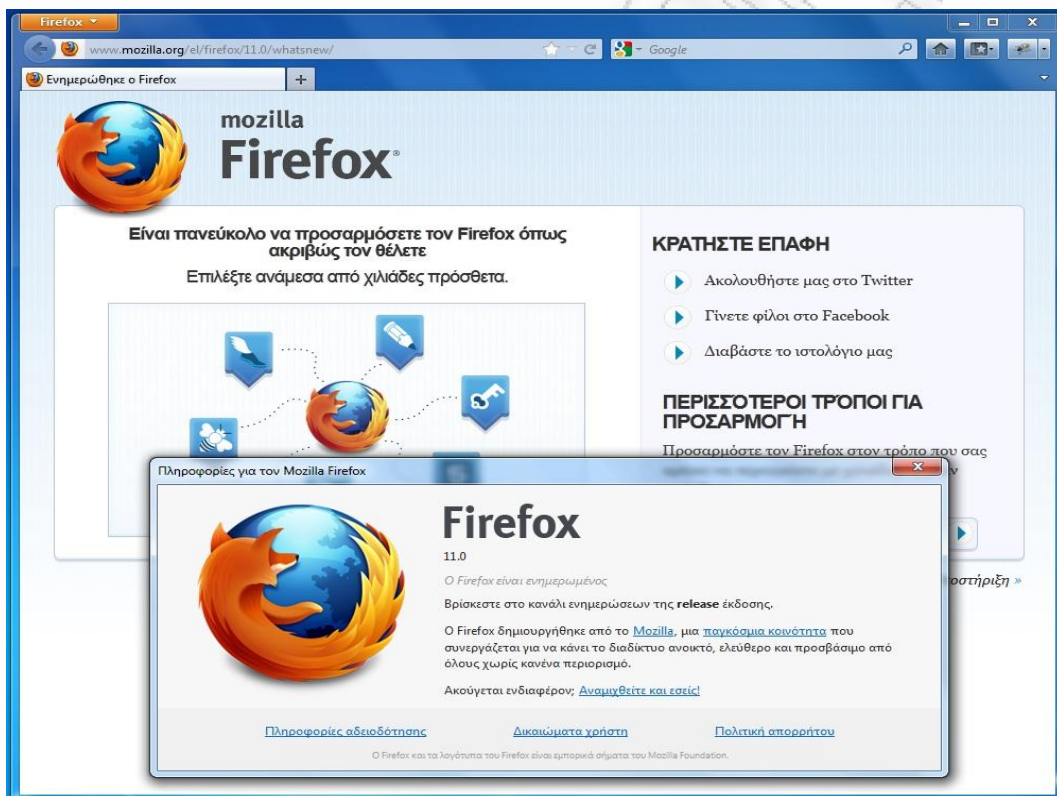 Firefox
www.mozilla.org/el/firefox/11.0/whatsnew/
Google
Ενημερώθηκε ο Firefox
mozilla
Firefox®
Είναι πανεύκολο να προσαρμόσετε τον Firefox όπως
ακριβώς τον θέλετε
Επιλέξτε ανάμεσα από χιλιάδες πρόσθετα.
ΚΡΑΤΗΣΤΕ ΕΠΑΦΗ
Ακολουθήστε μας στο Twitter
Γίνετε φίλοι στο Facebook
Διαβάστε το ιστολόγιο μας
ΠΕΡΙΣΣΌΤΕΡΟΙ ΤΡΌΠΟΙ ΓΙΑ
ΠΡΟΣΑΡΜΟΓΉ
Προσαρμόστε τον Firefox στον τρόπο που σας
Πληροφορίες για τον Mozilla Firefox
Firefox
11.0
Ο Firefox είναι ενημερωμένος
Βρίσκεστε στο κανάλι ενημερώσεων της release έκδοσης.
Ο Firefox δημιουργήθηκε από το Mozilla, μια παγκόσμια κοινότητα που
συνεργάζεται για να κάνει το διαδίκτυο ανοικτό, ελεύθερο και προσβάσιμο από
όλους χωρίς κανένα περιορισμό.
Ακούγεται ενδιαφέρον; Αναμιχθείτε και εσείς!
Πληροφορίες αδειοδότησης Δικαιώματα χρήστη Πολιτική απορρήτου
Ο Firefox και τα λογότυπα του Firefox είναι εμπορικά σήματα του Mozilla Foundation.